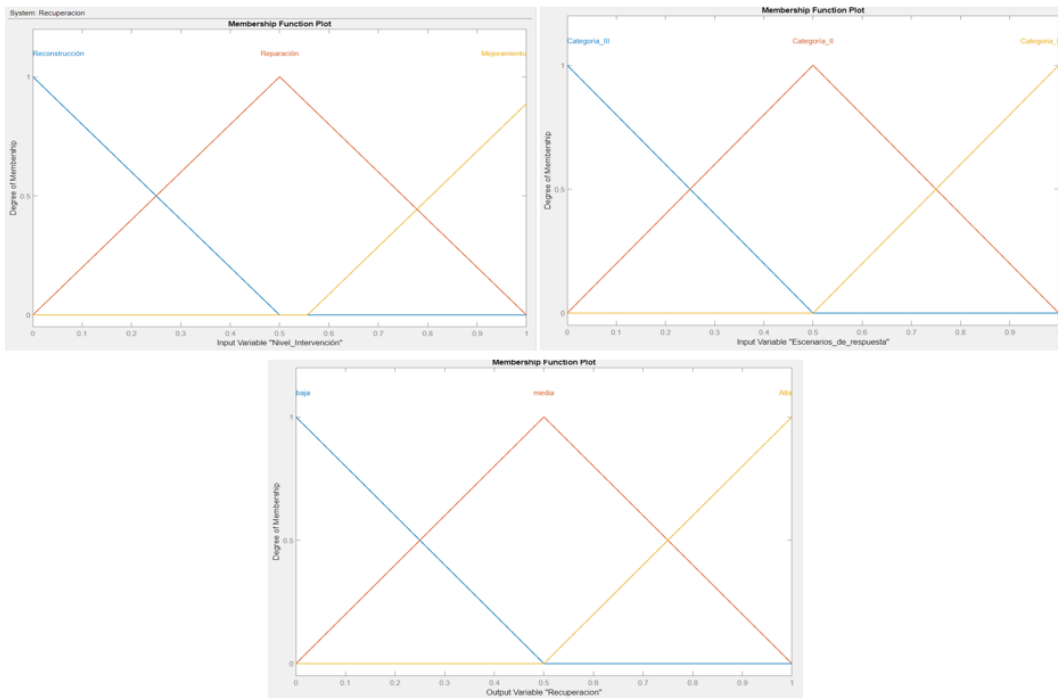 System: Recuperacion
Membership Function Plot
Reconstrucción
Reparación
Mejoramiento
1
0.5
0
Degree of Membership
0 0.1 0.2 0.3 0.4 0.5 0.6 0.7 0.8 0.9 1
Input Variable "Nivel_Intervención"
Membership Function Plot
Categoria_III
Categoría_II
Categoria_I
1
0.5
0
Degree of Membership
0 0.1 0.2 0.3 0.4 0.5 0.6 0.7 0.8 0.9 1
Input Variable "Escenarios_de_respuesta"
Membership Function Plot
baja
media
Alta
1
0.5
0
Degree of Membership
0 0.1 0.2 0.3 0.4 0.5 0.6 0.7 0.8 0.9 1
Output Variable "Recuperacion"